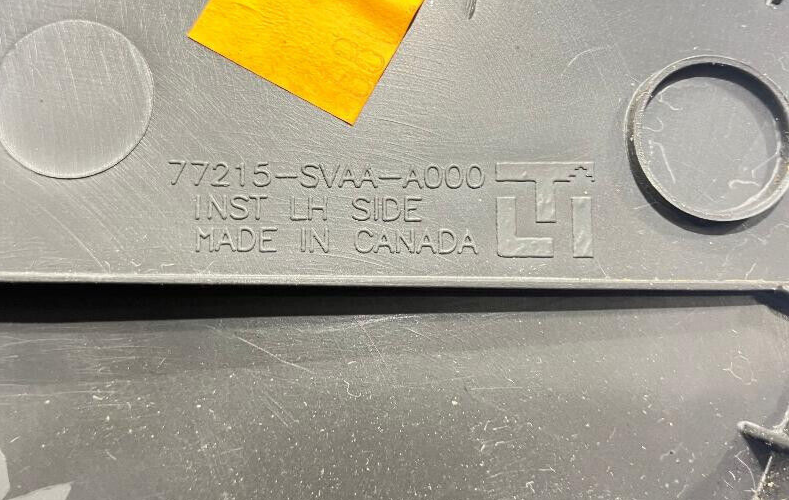 77215-SVAA-A000
INST LH SIDE
MADE IN CANADA